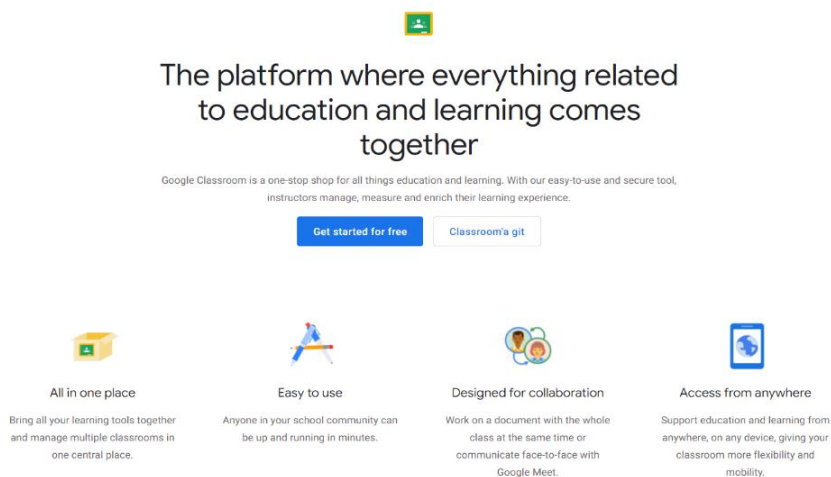 The platform where everything related
to education and learning comes
together
Google Classroom is a one-stop shop for all things education and learning. With our easy-to-use and secure tool,
instructors manage, measure and enrich their learning experience.
Get started for free
Classroom'a git
All in one place
Bring all your learning tools together
and manage multiple classrooms in
one central place.
Easy to use
Anyone in your school community can
be up and running in minutes.
Designed for collaboration
Work on a document with the whole
class at the same time or
communicate face-to-face with
Google Meet.
Access from anywhere
Support education and learning from
anywhere, on any device, giving your
classroom more flexibility and
mobility.